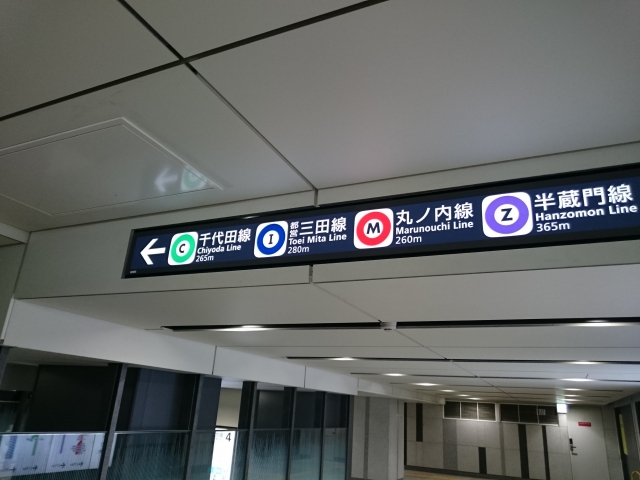 C 千代田線
Chiyoda Line
265m
I 都営三田線
Toei Mita Line
280m
M 丸ノ内線
Marunouchi Line
260m
Z 半蔵門線
Hanzomon Line
365m
4